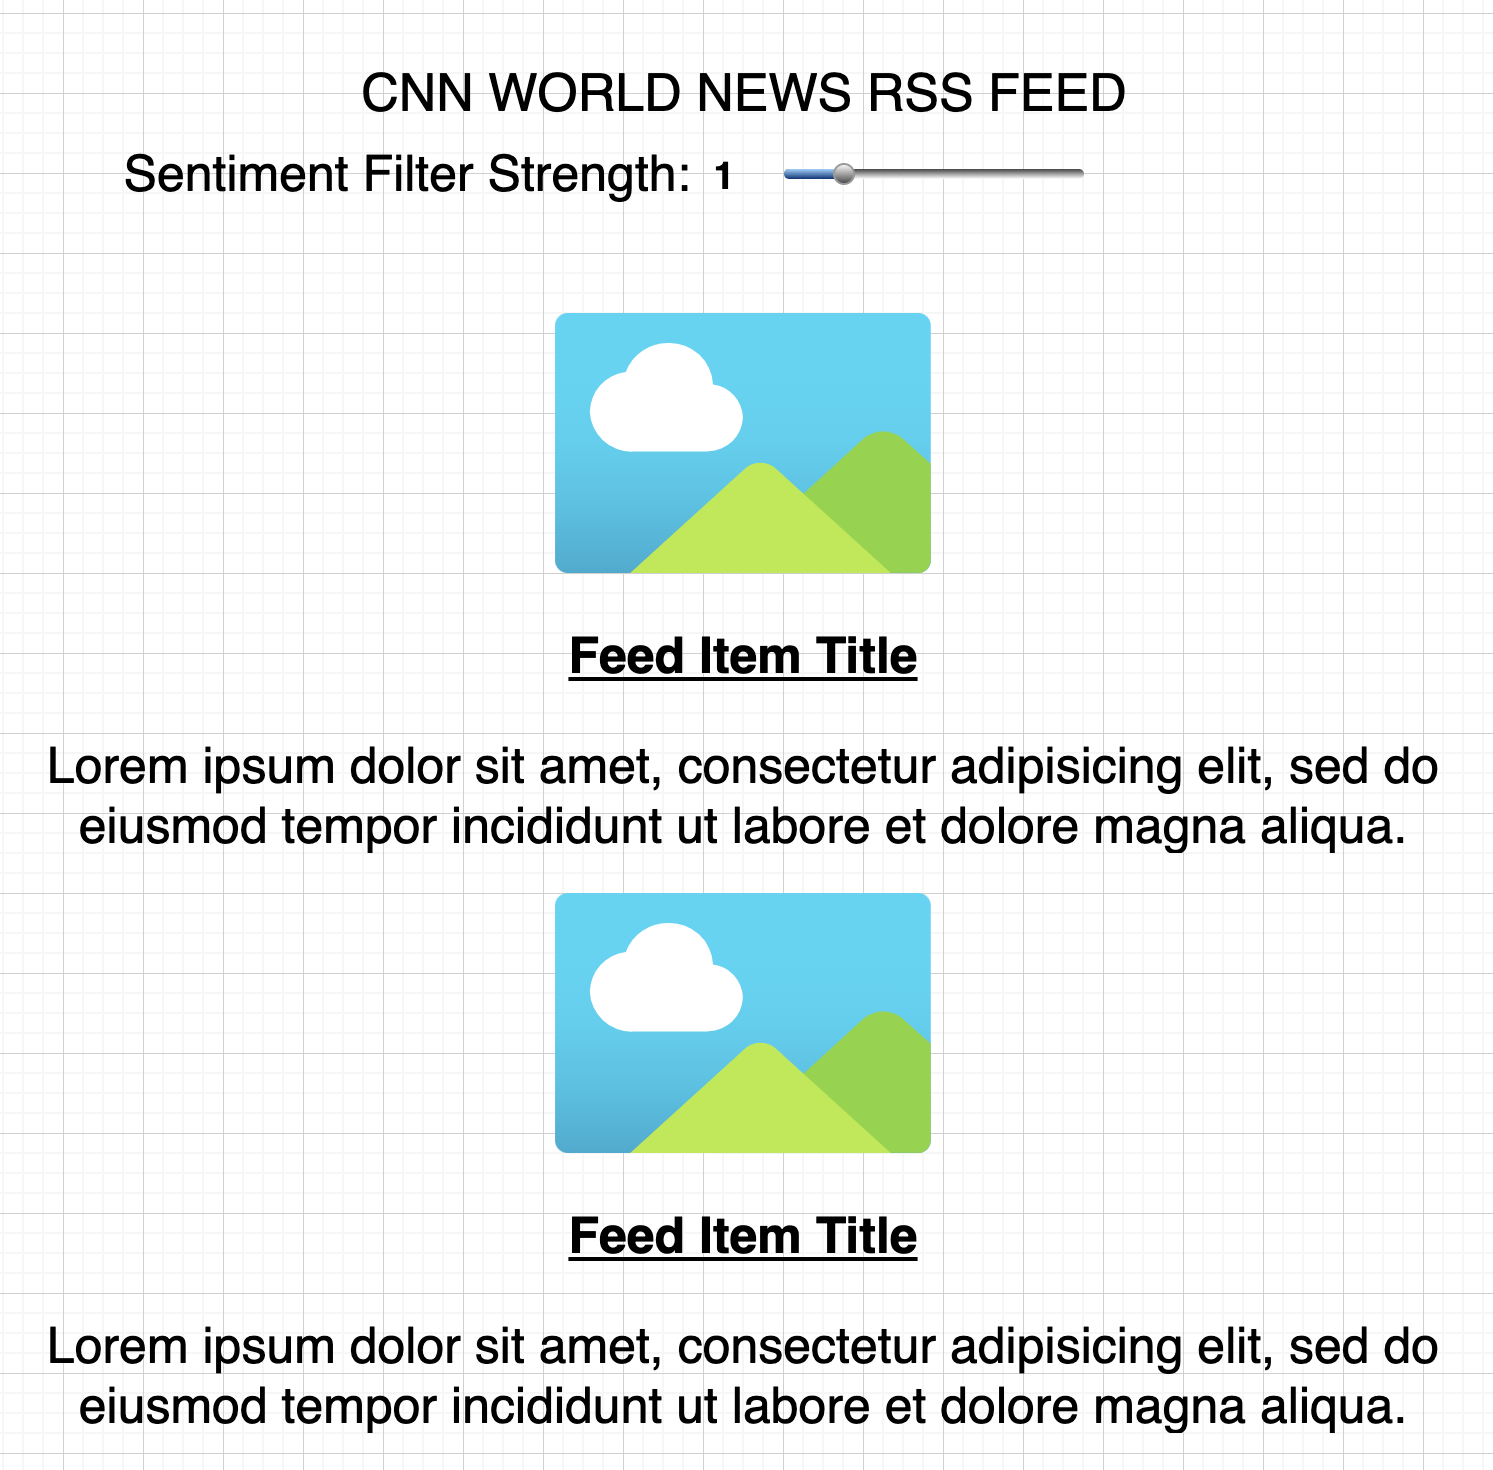 CNN WORLD NEWS RSS FEED
Sentiment Filter Strength: 1
Feed Item Title
Lorem ipsum dolor sit amet, consectetur adipisicing elit, sed do
eiusmod tempor incididunt ut labore et dolore magna aliqua.
Feed Item Title
Lorem ipsum dolor sit amet, consectetur adipisicing elit, sed do
eiusmod tempor incididunt ut labore et dolore magna aliqua.